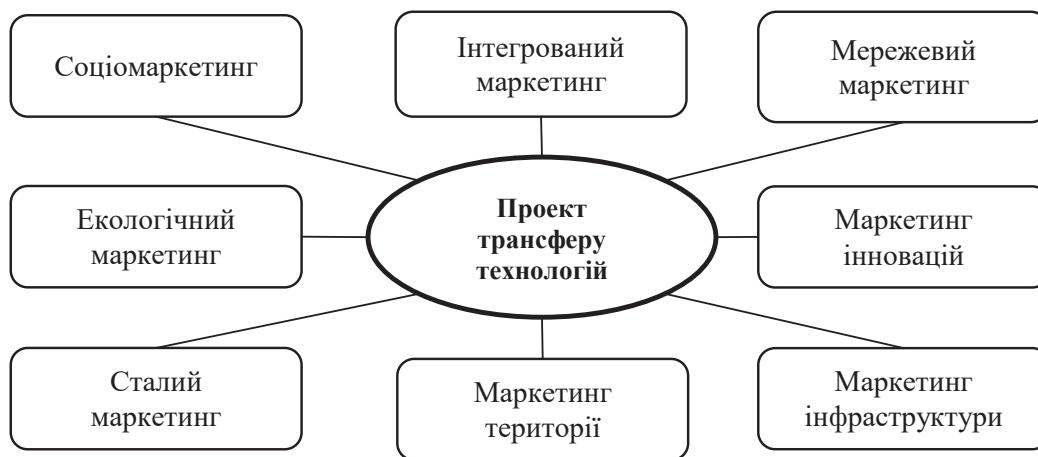 Соціомаркетинг
Інтегрований
маркетинг
Мережевий
маркетинг
Екологічний
маркетинг
Проект
трансферу
технологій
Маркетинг
інновацій
Сталий
маркетинг
Маркетинг
території
Маркетинг
інфраструктури